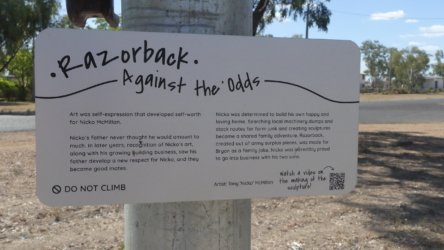 Razorback
Against the Odds
Art was self-expression that developed self-worth
for Nicko McMillan.
Nicko's father never thought he would amount to
much. In later years, recognition of Nicko's art,
along with his growing building business, saw his
father develop a new respect for Nicko, and they
became good mates.
DO NOT CLIMB
Nicko was determined to build his own happy and
loving home. Searching local machinery dumps and
stock routes for farm junk and creating sculptures
became a shared family adventure. Razorback,
created out of army surplus planes, was made for
Bryan as a family joke. Nicko was
proud
to go into business with his two sons.
Artist: Tony 'Nicko' McMillan
Watch a video on
the making of the
sculpture!